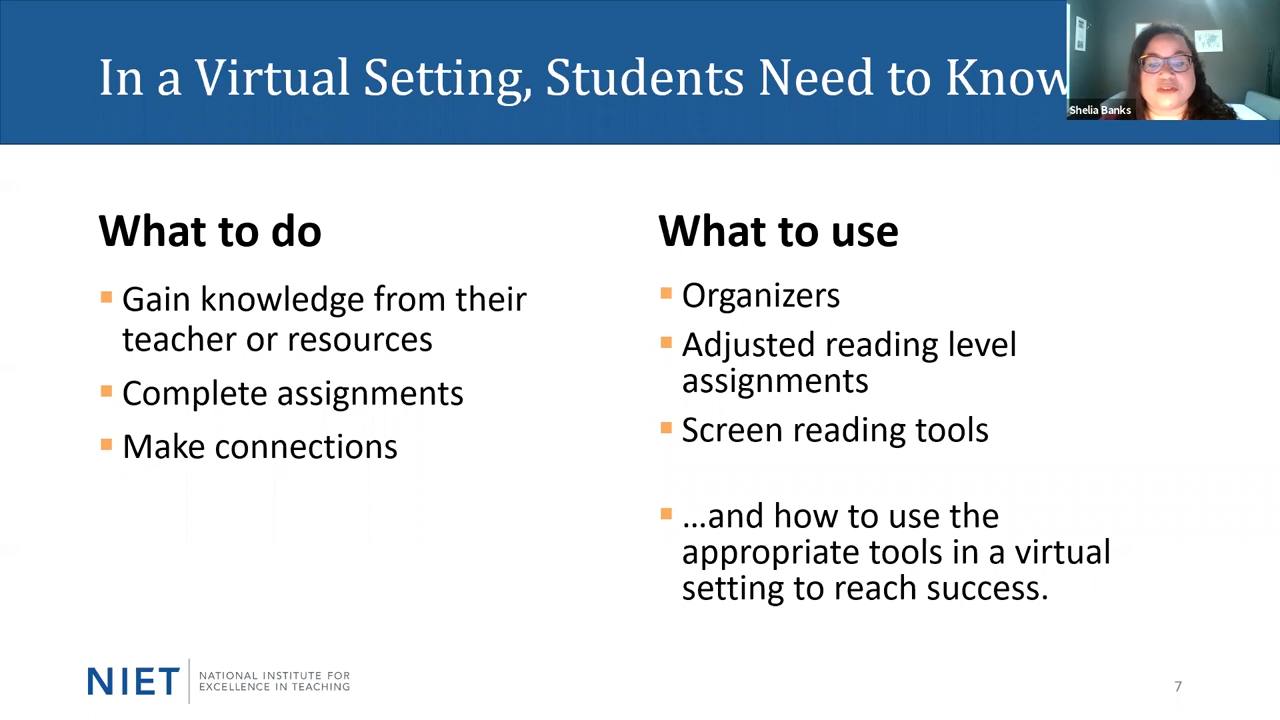 In a Virtual Setting, Students Need to Know
Shelia Banks
What to do
Gain knowledge from their
teacher or resources
Complete assignments
Make connections
What to use
Organizers
Adjusted reading level
assignments
Screen reading tools
...and how to use the
appropriate tools in a virtual
setting to reach success.
NIET
NATIONAL INSTITUTE FOR
EXCELLENCE IN TEACHING
7